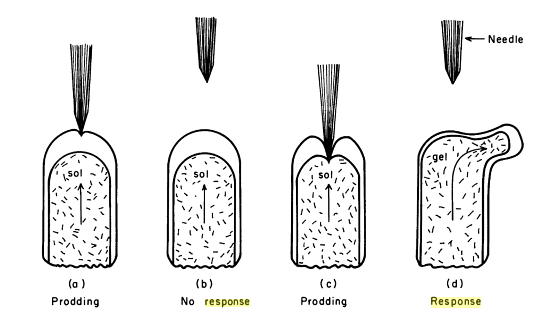 Needle
sol
sol
sol
gel
(a)
(b)
(c)
(d)
Prodding
No response
Prodding
Response